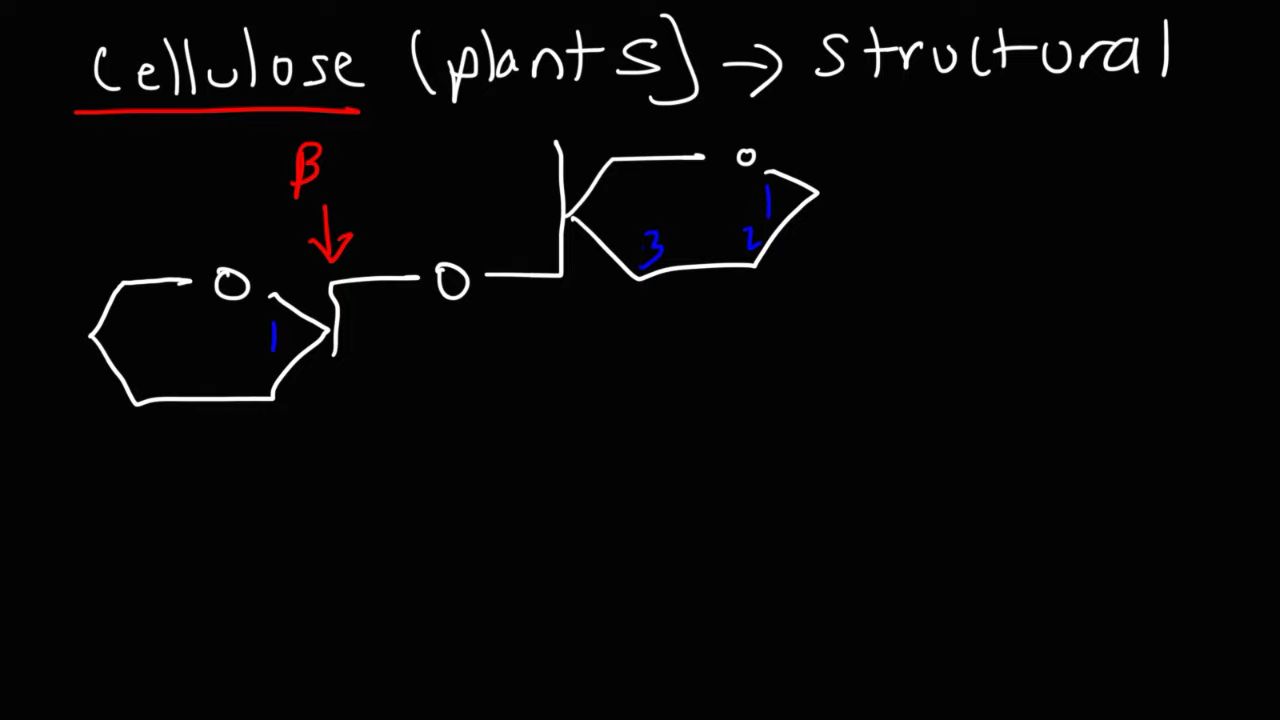 Cellulose (plants) → structural
β
O
1
2
3
O
O
1